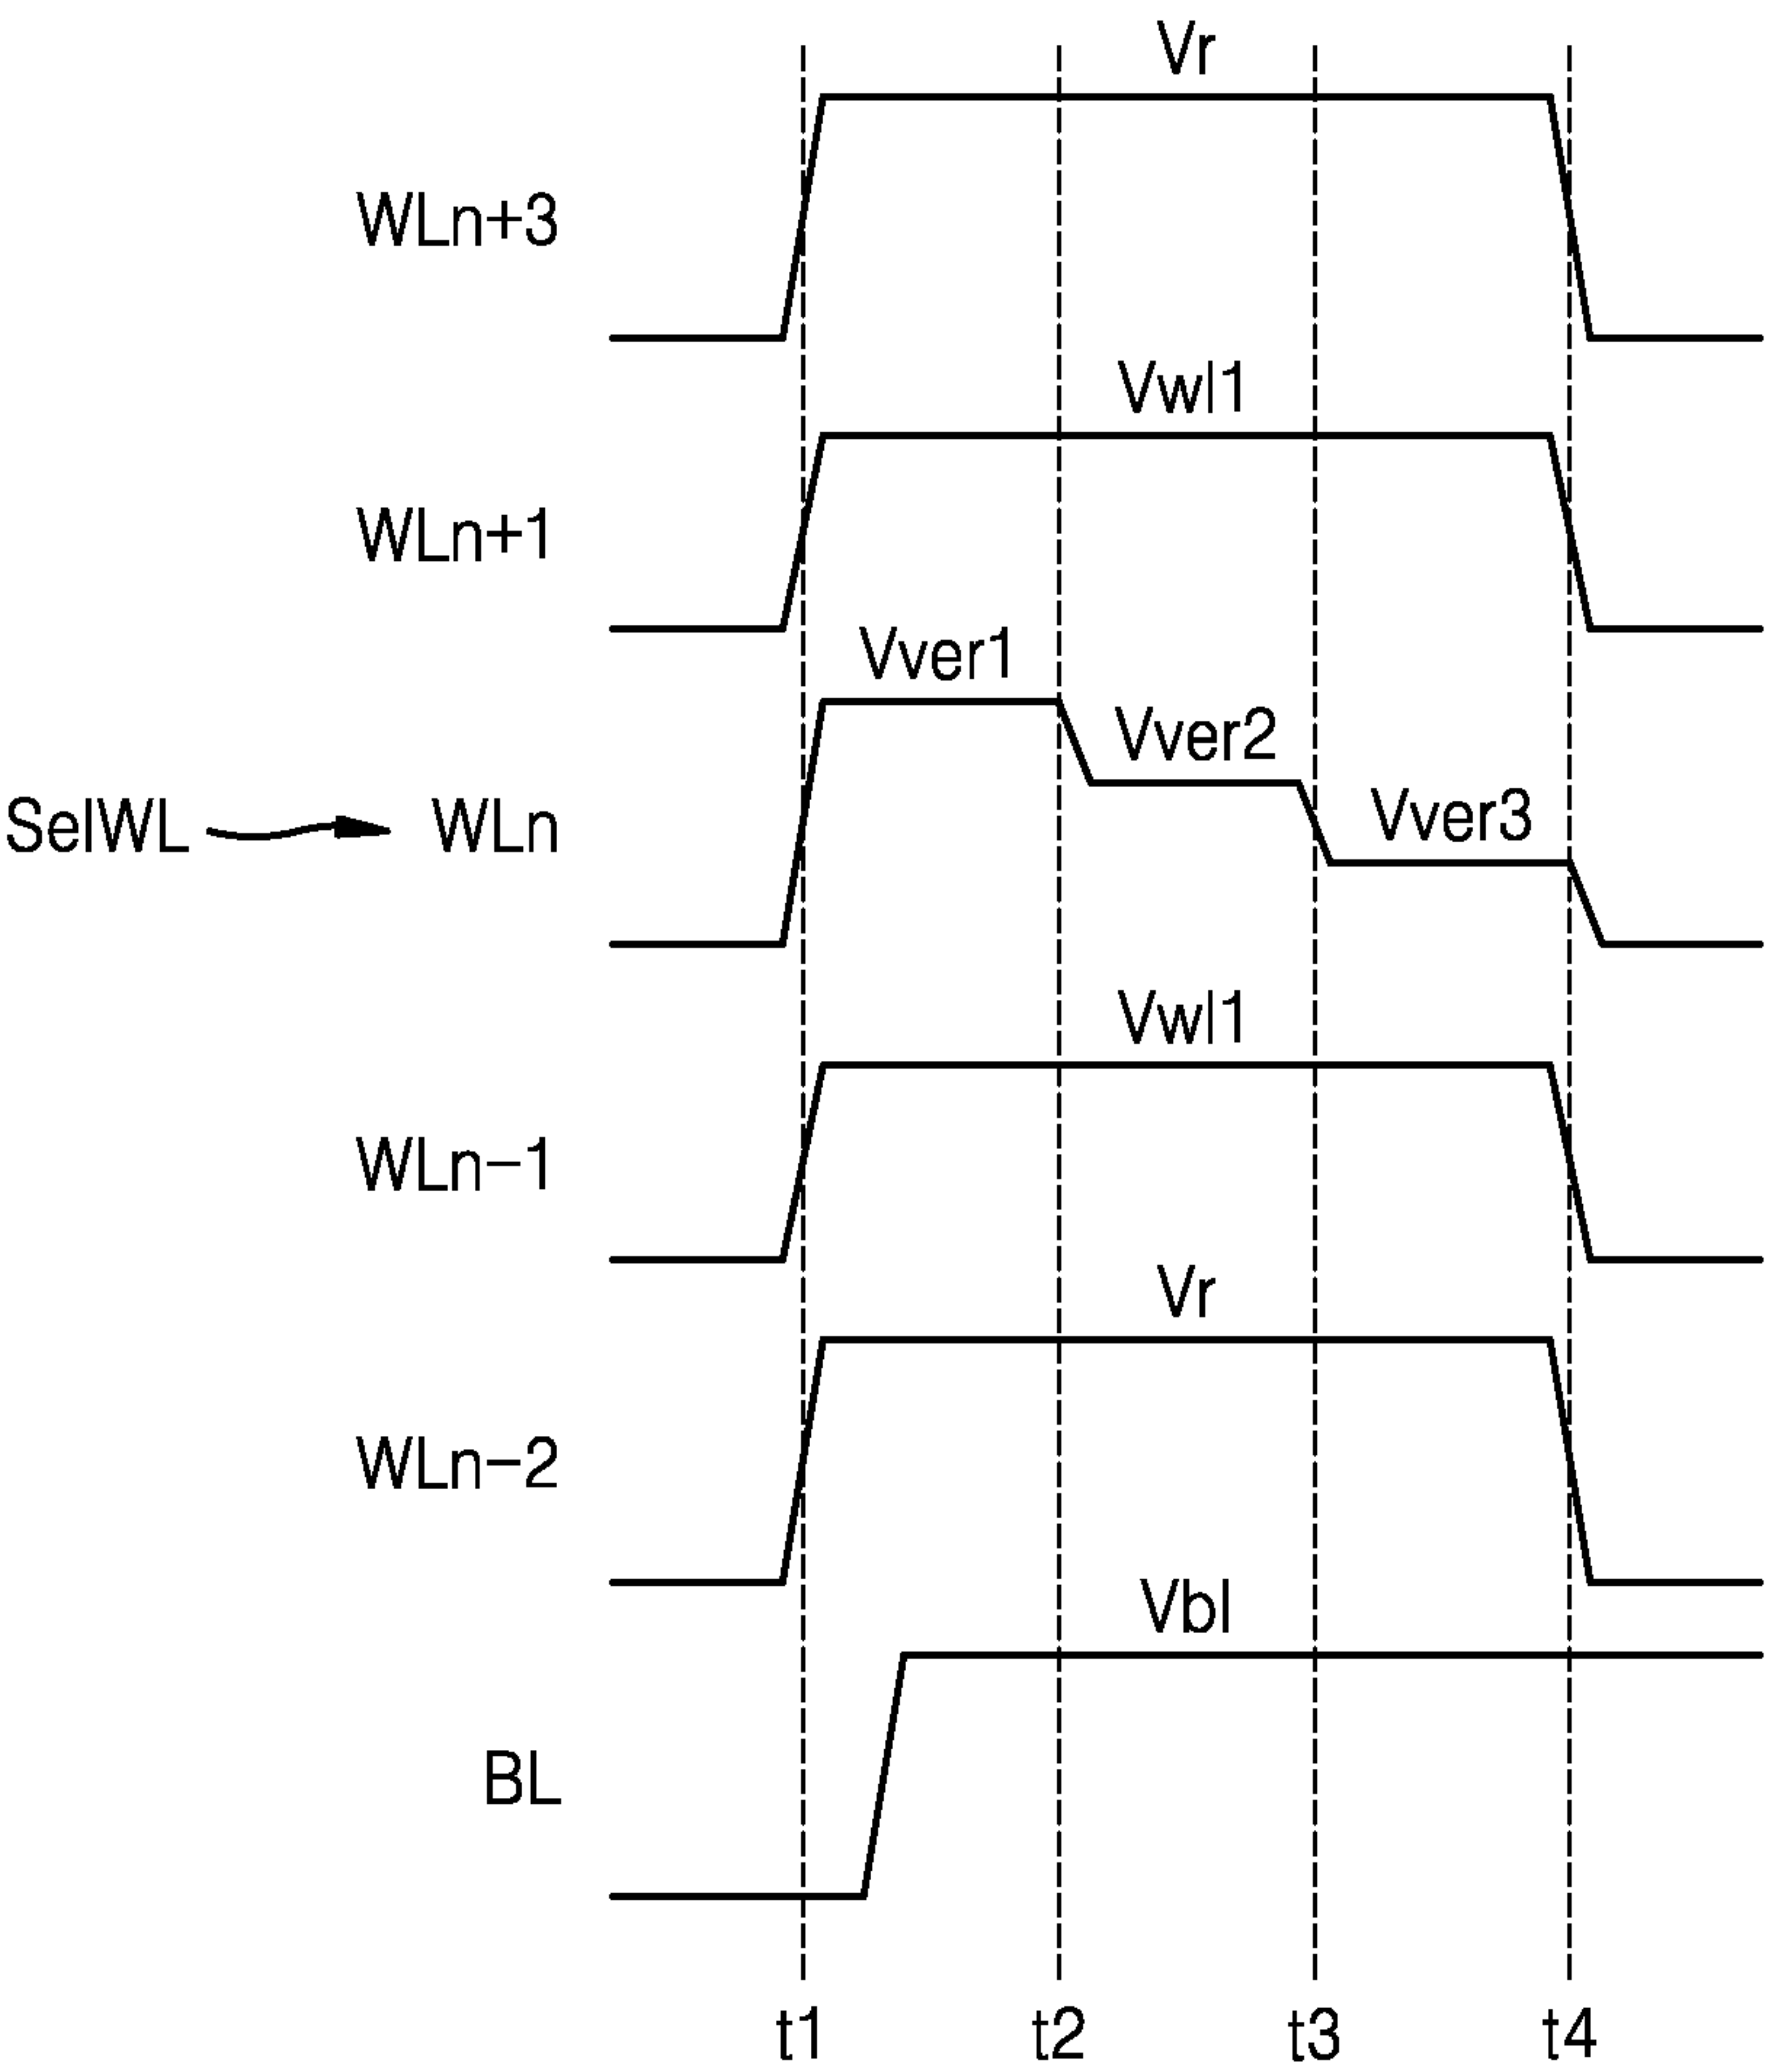 Vr
WLn+3
Vwl1
WLn+1
Vver1
Vver2
Vver3
SelWL WLn
Vwl1
WLn-1
Vr
WLn-2
Vbl
BL
t1 t2 t3 t4